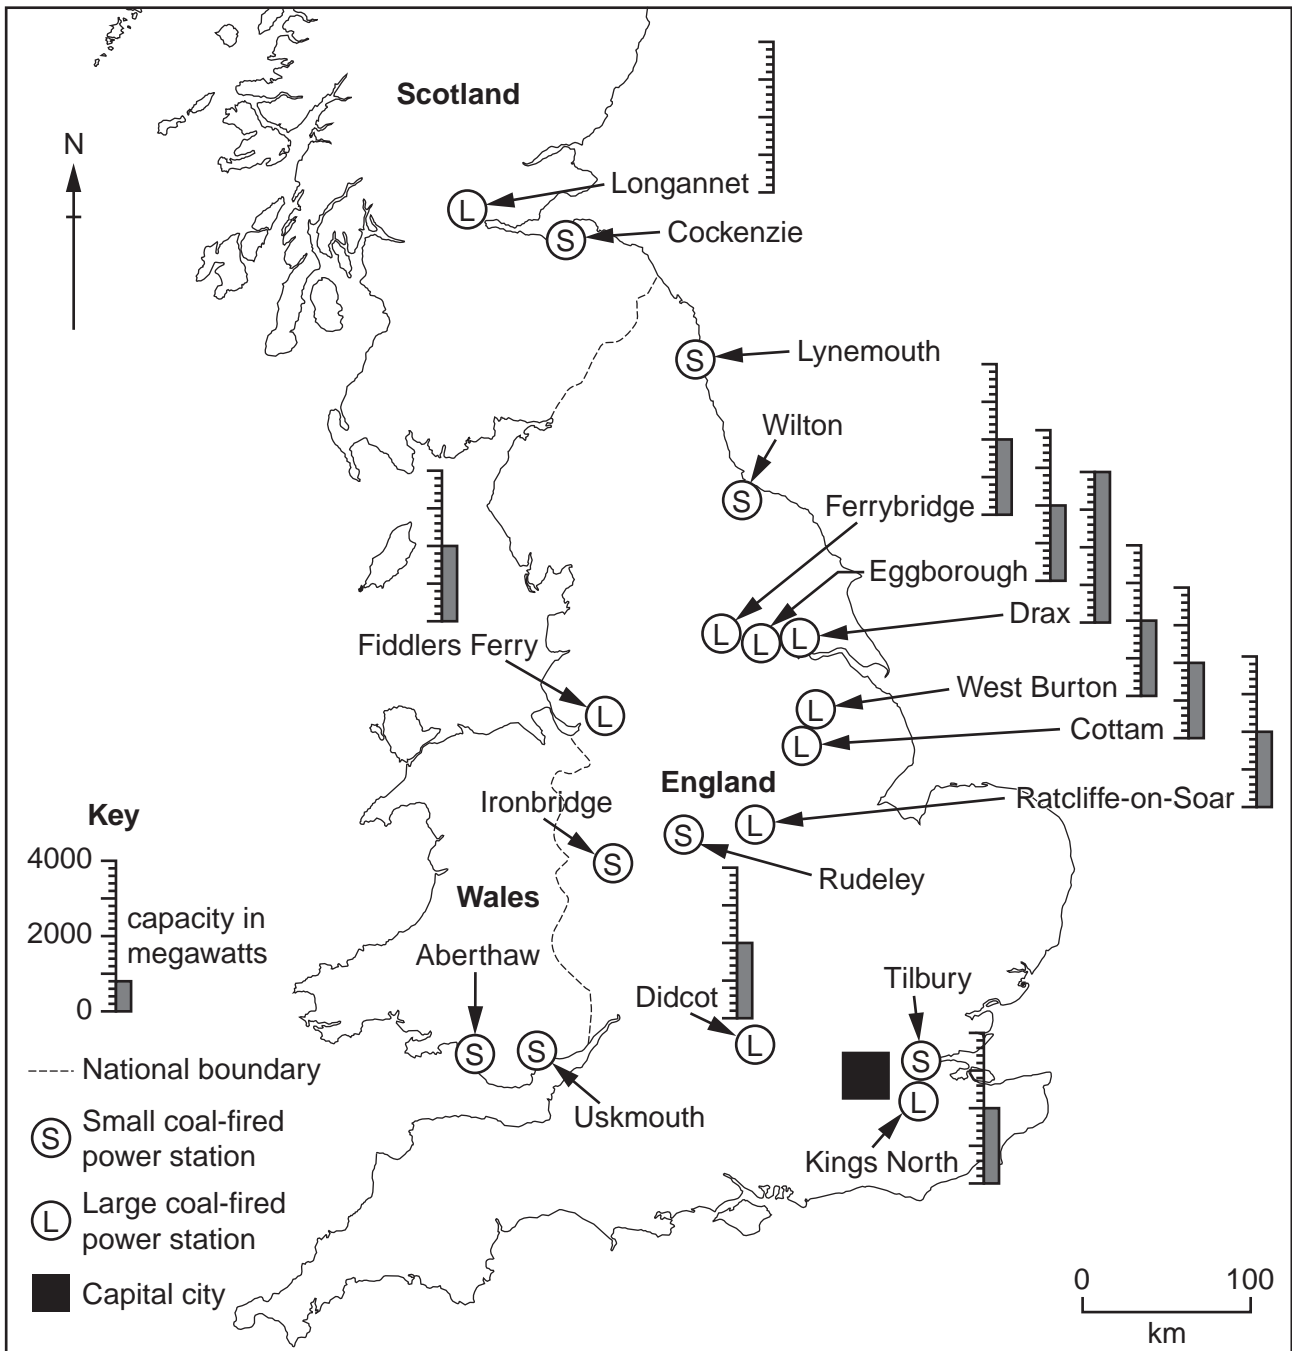 Scotland
N
Longannet
L
Cockenzie
S
Lynemouth
S
Wilton
S
Ferrybridge
Eggborough
Drax
L
L
L
Fiddlers Ferry
L
West Burton
L
Cottam
L
England
Ratcliffe-on-Soar
L
Ironbridge
S
S
Rudeley
Key
4000
2000
0
capacity in
megawatts
Wales
Aberthaw
S
S
Uskmouth
Didcot
L
Tilbury
S
L
Kings North
National boundary
S
Small coal-fired
power station
L
Large coal-fired
power station
Capital city
0 100
km